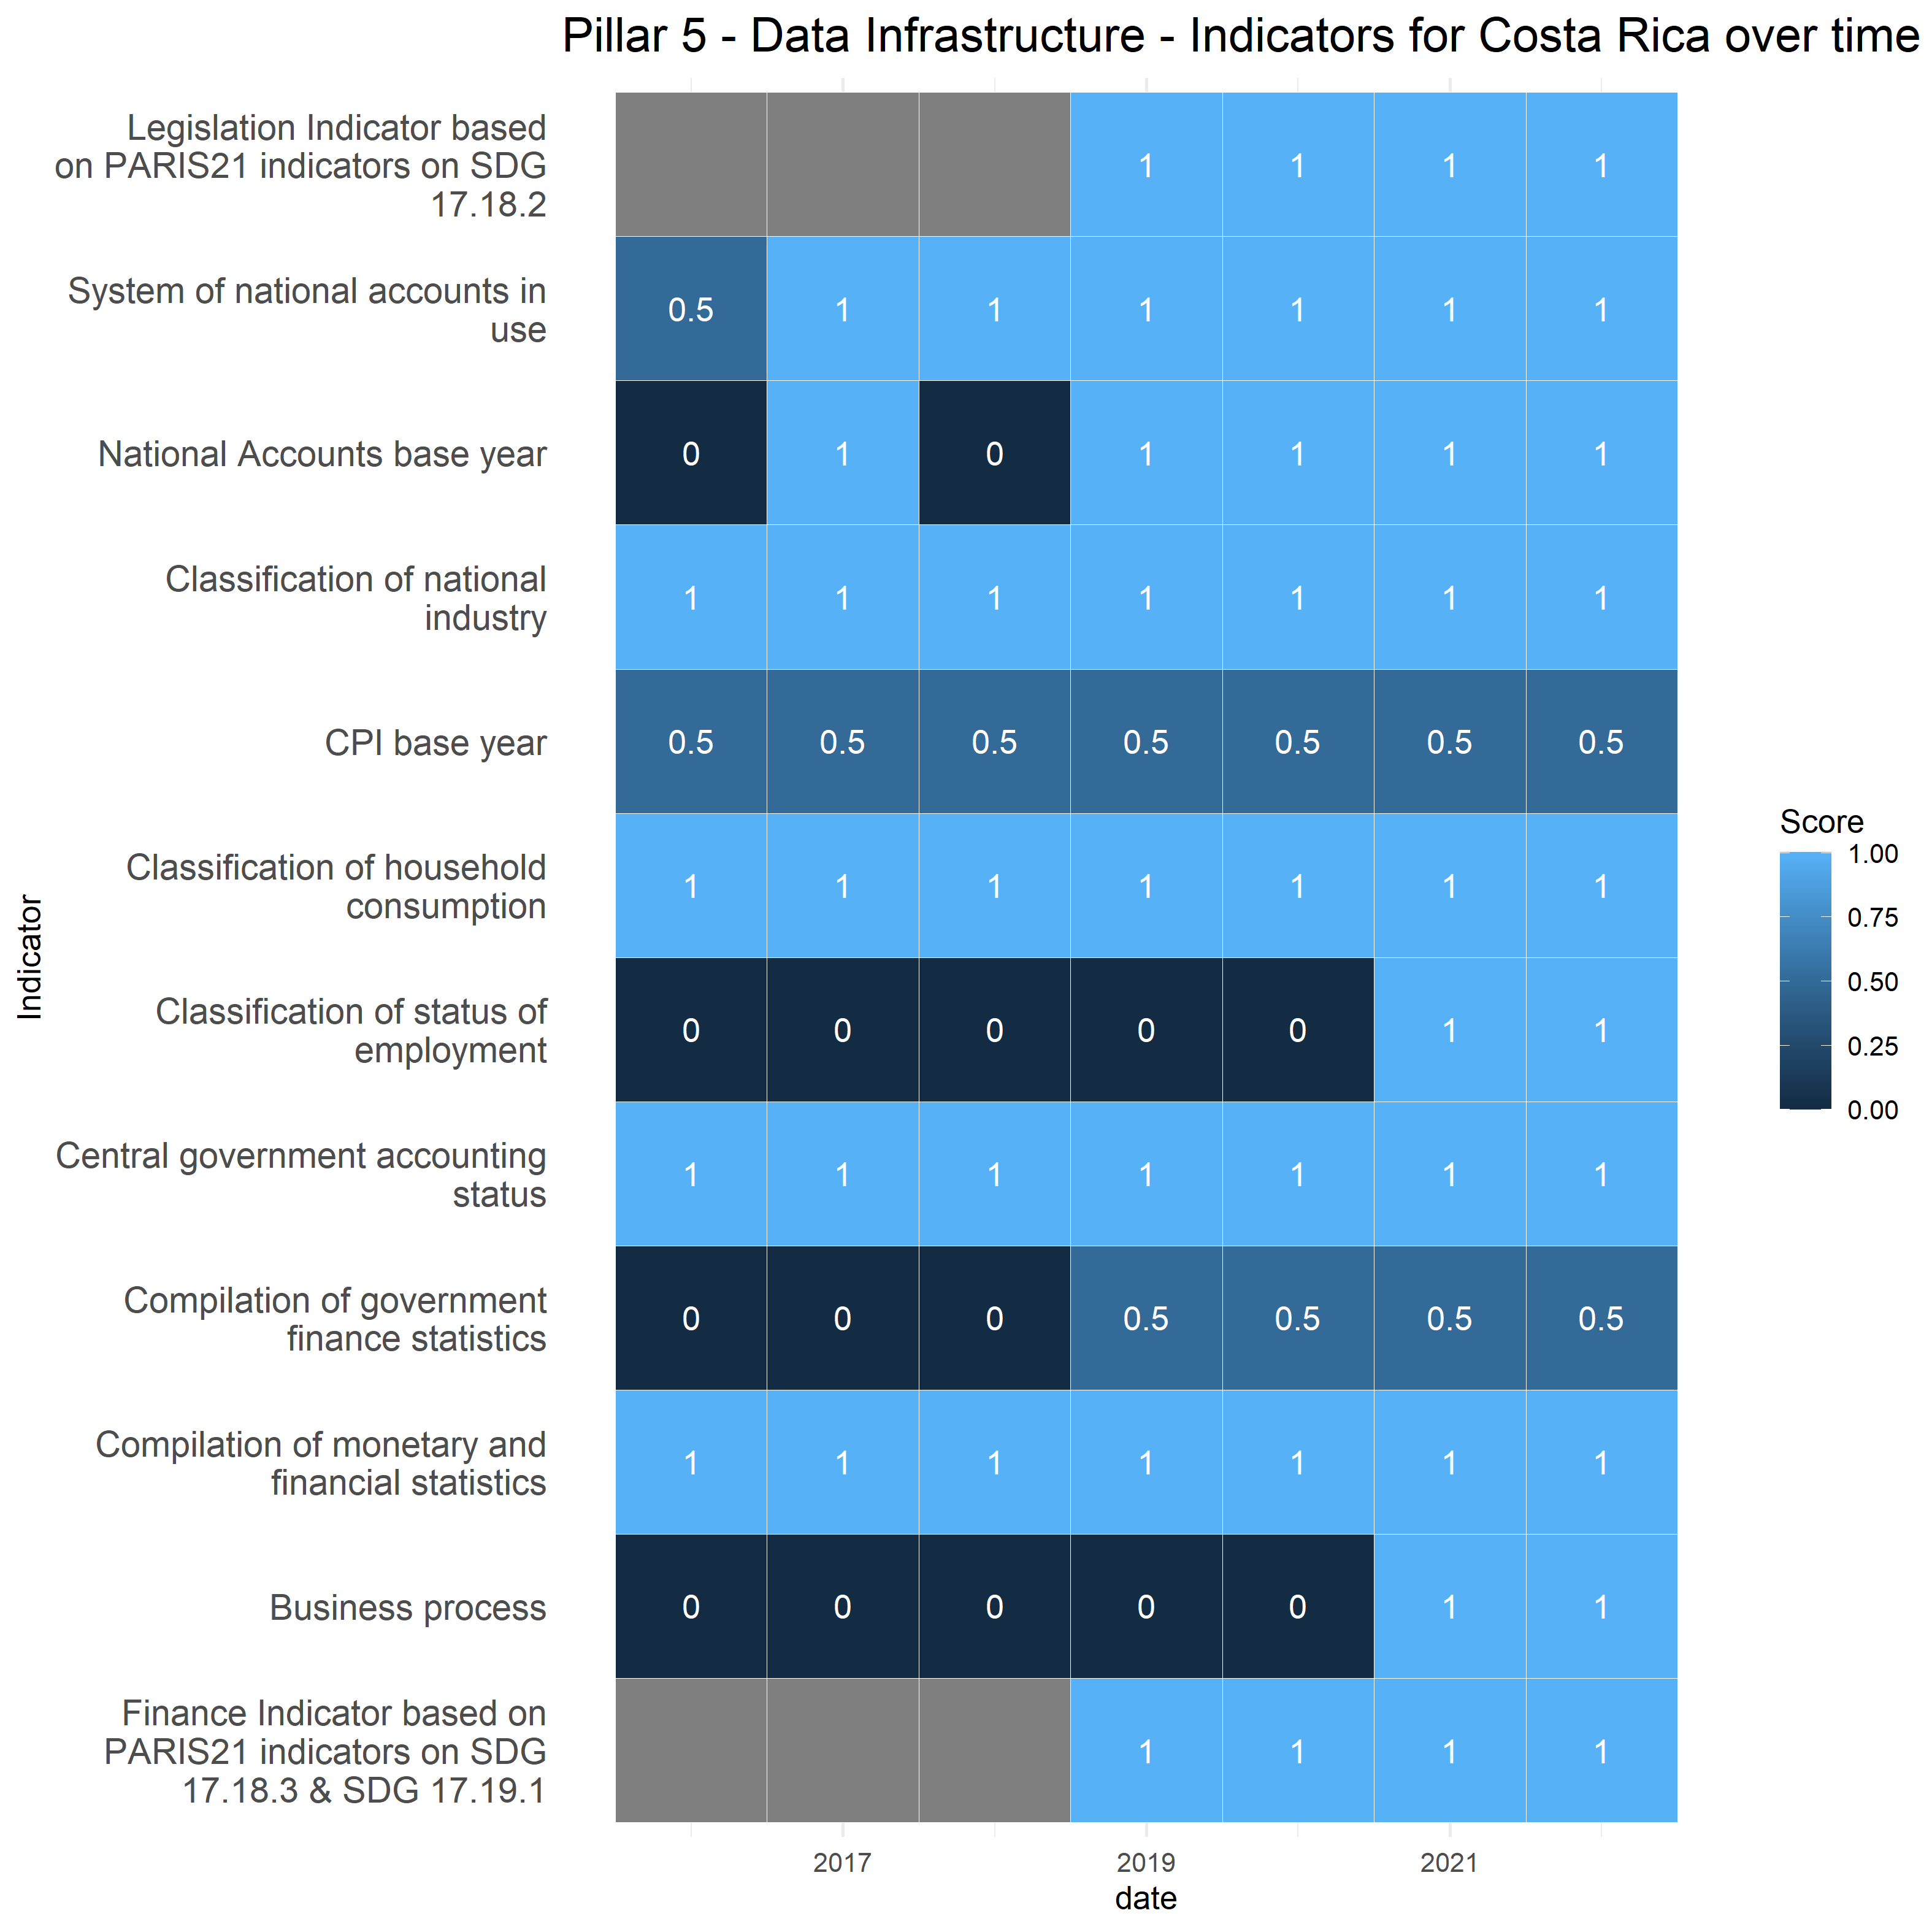 Pillar 5 - Data Infrastructure - Indicators for Costa Rica over time
Legislation Indicator based
on PARIS21 indicators on SDG
17.18.2
1 1 1 1
System of national accounts in
use
0.5 1 1 1 1 1 1
National Accounts base year
0 1 0 1 1 1 1
Classification of national
industry
1 1 1 1 1 1 1
CPI base year
0.5 0.5 0.5 0.5 0.5 0.5 0.5
Classification of household
consumption
1 1 1 1 1 1 1
Classification of status of
employment
0 0 0 0 0 1 1
Central government accounting
status
1 1 1 1 1 1 1
Compilation of government
finance statistics
0 0 0 0.5 0.5 0.5 0.5
Compilation of monetary and
financial statistics
1 1 1 1 1 1 1
Business process
0 0 0 0 0 1 1
Finance Indicator based on
PARIS21 indicators on SDG
17.18.3 & SDG 17.19.1
1 1 1 1
Indicator
2017 2019 2021
date
Score
1.00
0.75
0.50
0.25
0.00